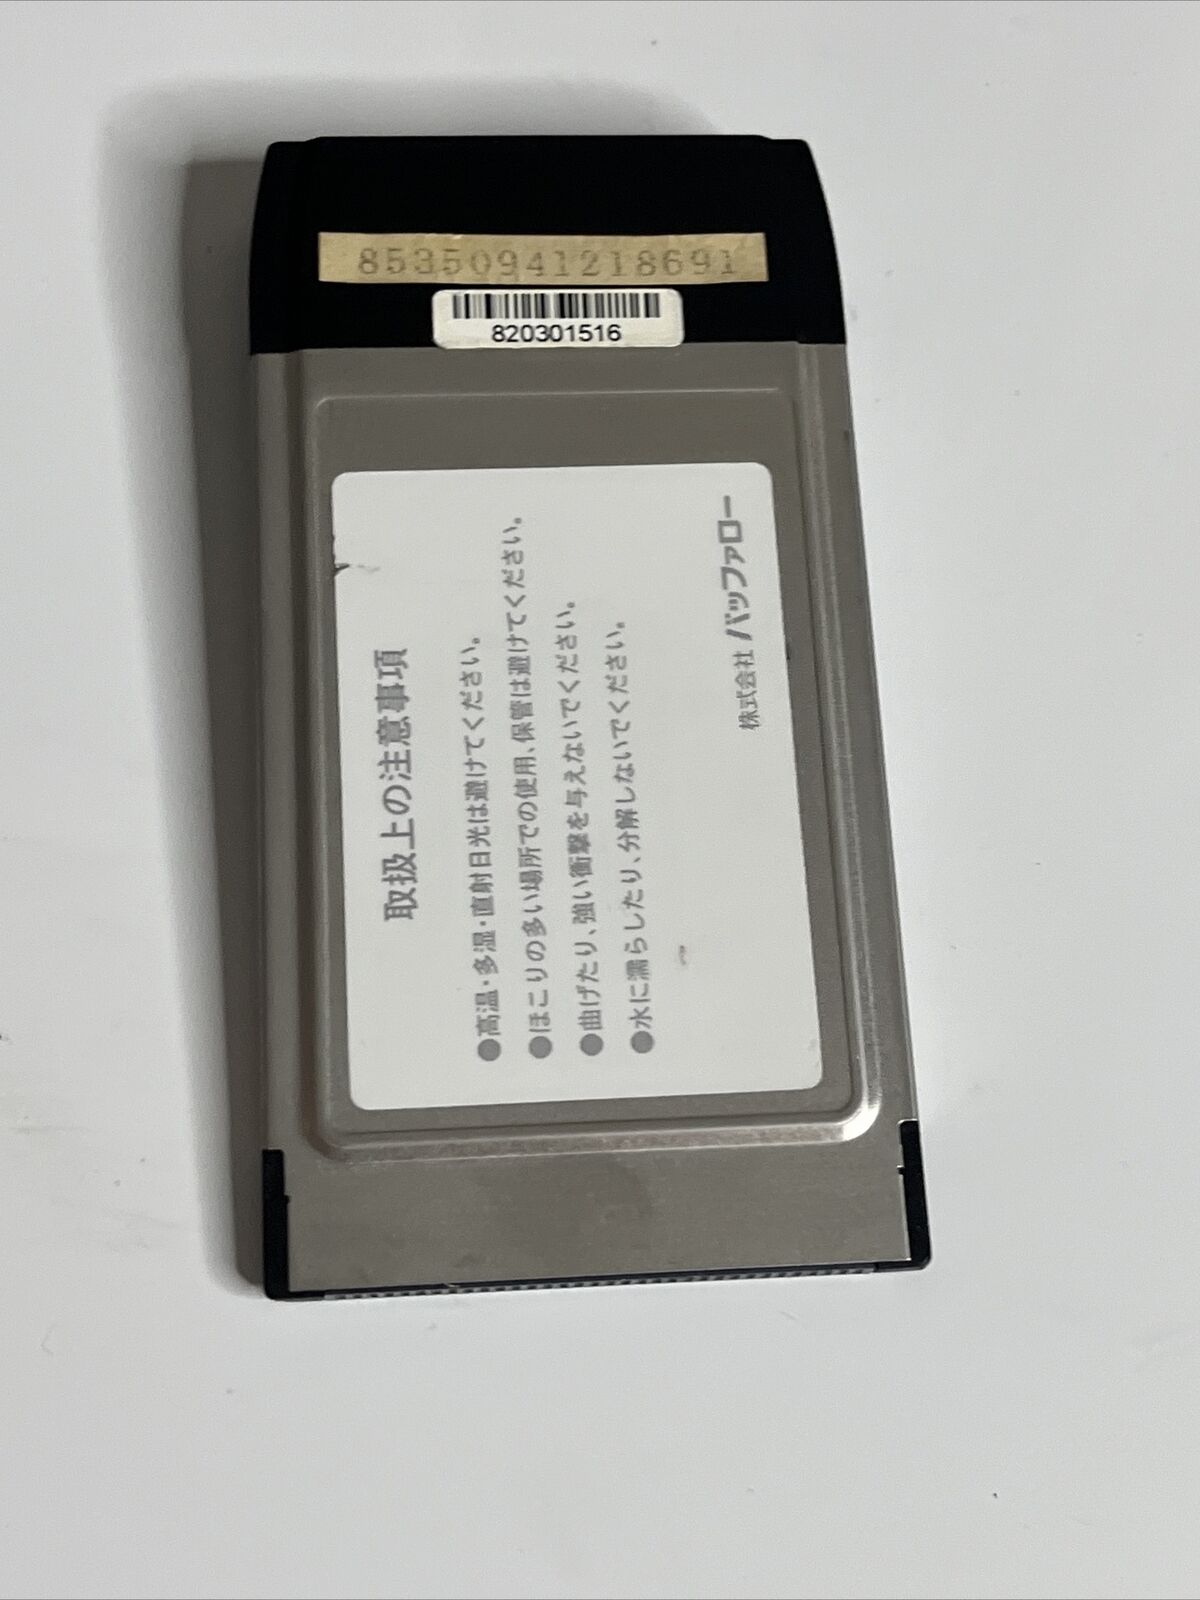 85350941218691
820301516
取扱上の注意事項
●高温・多湿・直射日光は避けてください。
●ほこりの多い場所での使用、保管は避けてください。
●曲げたり、強い衝撃を与えないでください。
●水に濡らしたり、分解しないでください。
株式会社 バッファロー